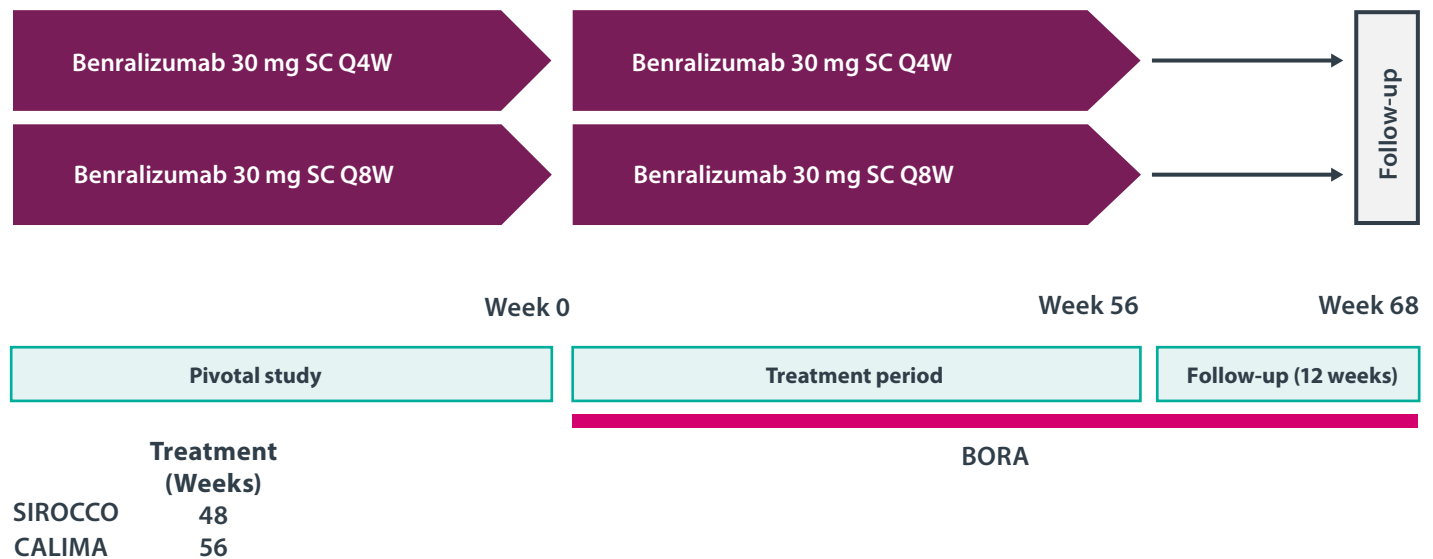 Benralizumab 30 mg SC Q4W
Benralizumab 30 mg SC Q4W
Benralizumab 30 mg SC Q8W
Benralizumab 30 mg SC Q8W
Follow-up
Week 0
Week 56
Week 68
Pivotal study
Treatment period
Follow-up (12 weeks)
BORA
Treatment
(Weeks)
SIROCCO 48
CALIMA 56